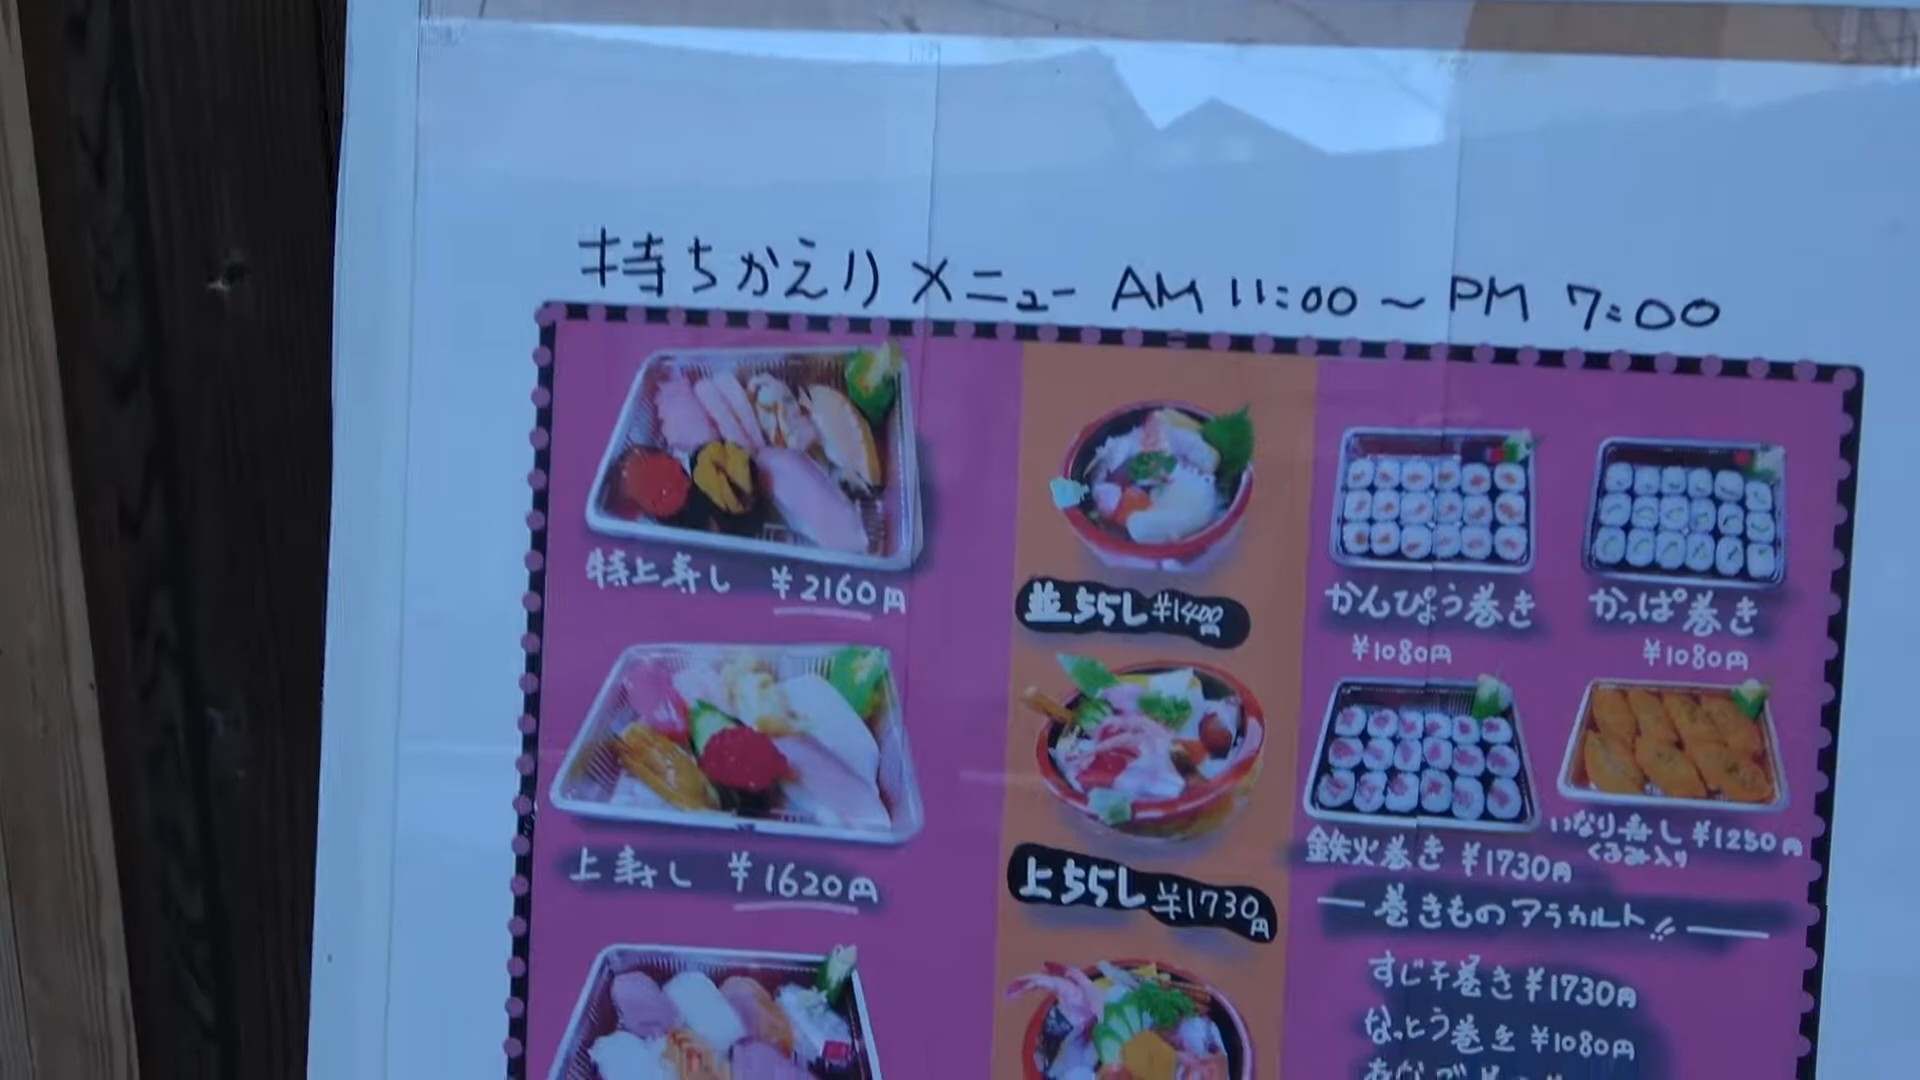 持ちかえりメニュー AM 11:00～PM 7:00
特上寿し ¥2160円
並ちらし ¥1400円
かんぴょう巻き
¥1080円
かっぱ巻き
¥1080円
上寿し ¥1620円
上ちらし ¥1730円
鉄火巻き ¥1730円
いなり寿し ¥1250円
くるみ入り
巻きものアラカルト!!
すじ子巻き ¥1730円
なっとう巻き ¥1080円